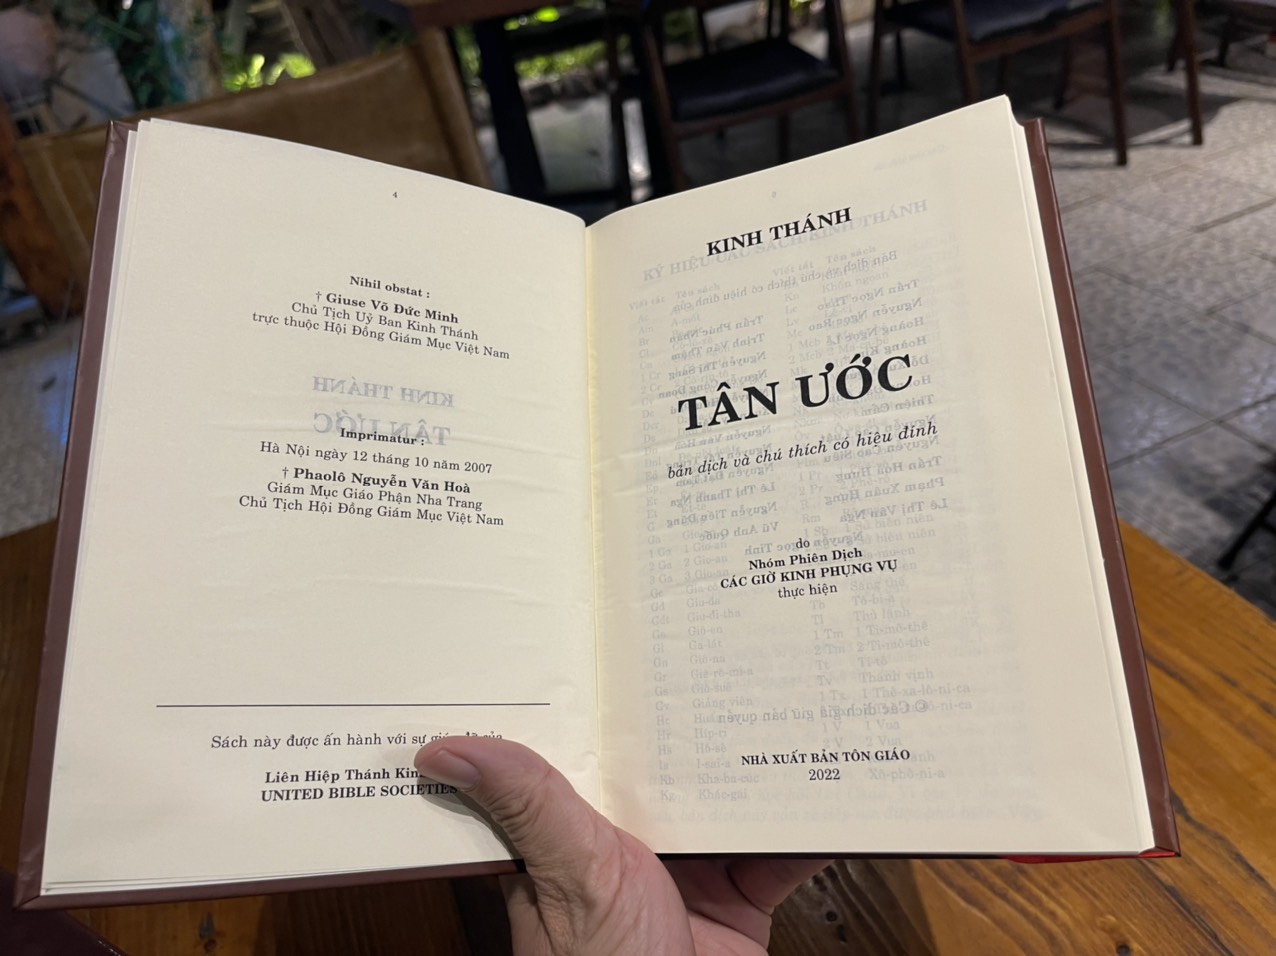 4
Nihil obstat :
† Giuse Võ Đức Minh
Chủ Tịch Uỷ Ban Kinh Thánh
trực thuộc Hội Đồng Giám Mục Việt Nam
Imprimatur :
Hà Nội ngày 12 tháng 10 năm 2007
† Phaolô Nguyễn Văn Hoà
Giám Mục Giáo Phận Nha Trang
Chủ Tịch Hội Đồng Giám Mục Việt Nam
Sách này được ấn hành với sự
Liên Hiệp Thánh
UNITED BIBLE SOCIETIES
KINH THÁNH
TÂN ƯỚC
bản dịch và chú thích có hiệu đính
do
Nhóm Phiên Dịch
CÁC GIỜ KINH PHỤNG VỤ
thực hiện
NHÀ XUẤT BẢN TÔN GIÁO
2022